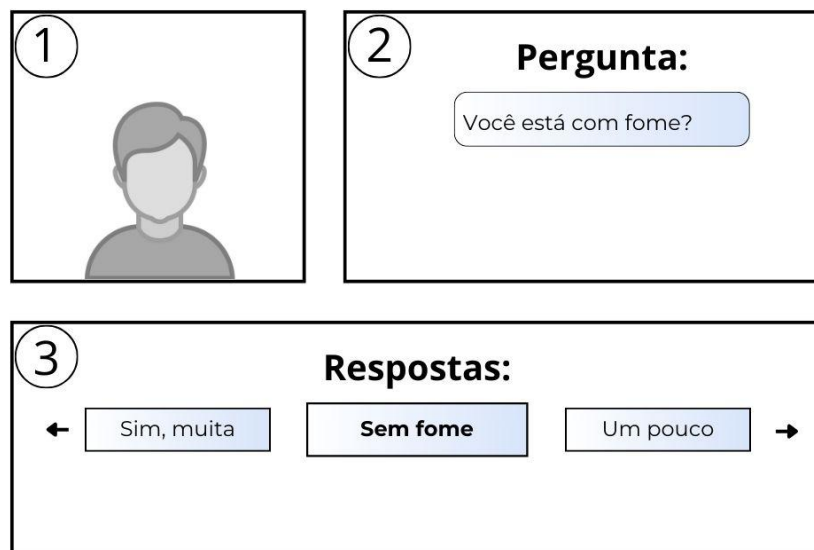 1
2
Pergunta:
Você está com fome?
3
Respostas:
Sim, muita
Sem fome
Um pouco